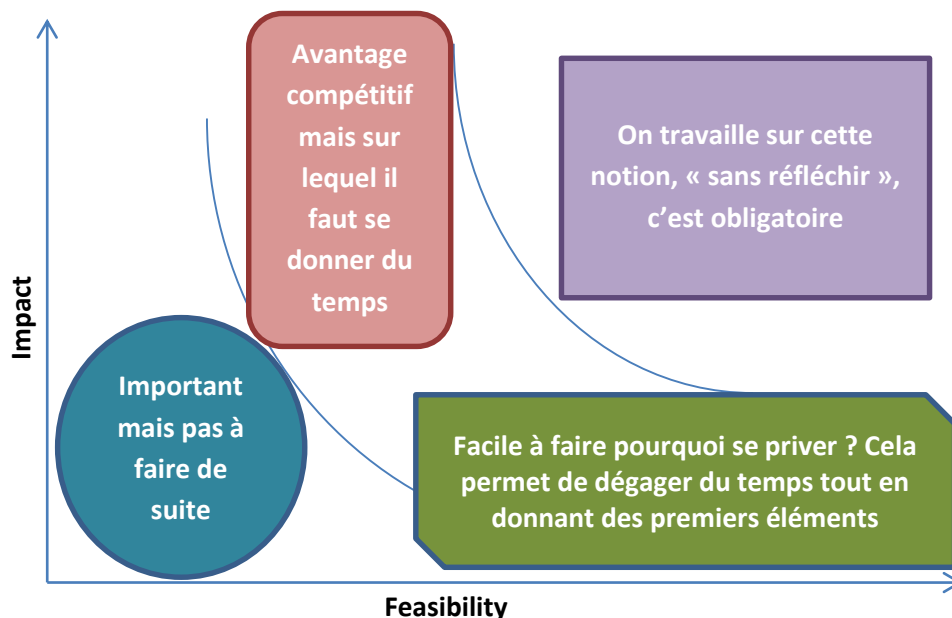 Avantage
compétitif
mais sur
lequel il
faut se
donner du
temps
On travaille sur cette
notion, « sans réfléchir »,
c’est obligatoire
Impact
Important
mais pas à
faire de
suite
Facile à faire pourquoi se priver ? Cela
permet de dégager du temps tout en
donnant des premiers éléments
Feasibility